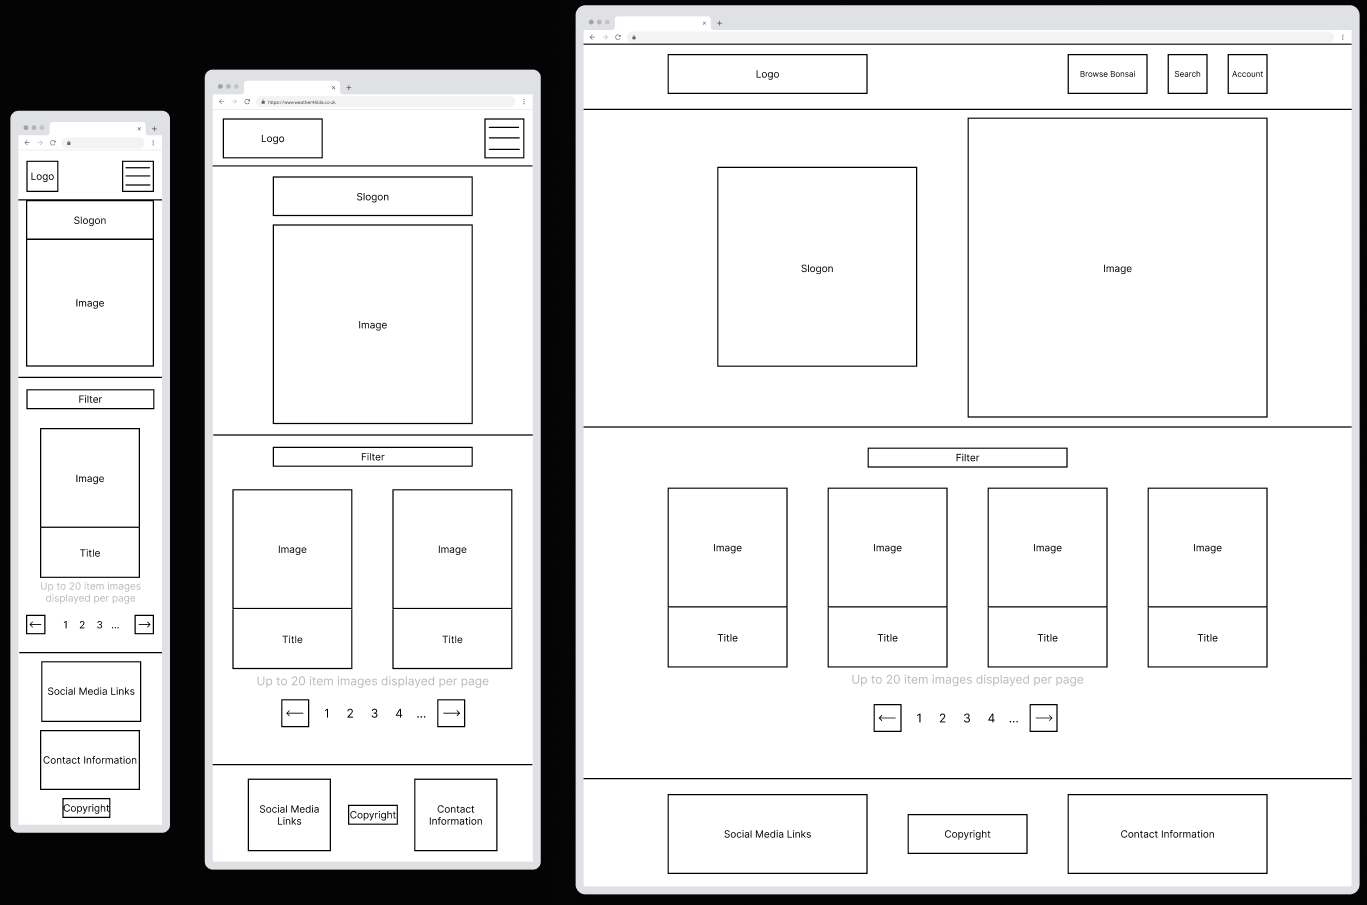 Logo
Slogon
Image
Filter
Image
Title
Up to 20 item images
displayed per page
1 2 3 ...
Social Media Links
Contact Information
Copyright
https://www.weather4kids.co.uk
Logo
Slogon
Image
Filter
Image Image
Title Title
Up to 20 item images displayed per page
1 2 3 4 ...
Social Media
Links
Copyright
Contact
Information
Logo Browse Bonsai Search Account
Slogon Image
Filter
Image Image Image Image
Title Title Title Title
Up to 20 item images displayed per page
1 2 3 4 ...
Social Media Links Copyright Contact Information